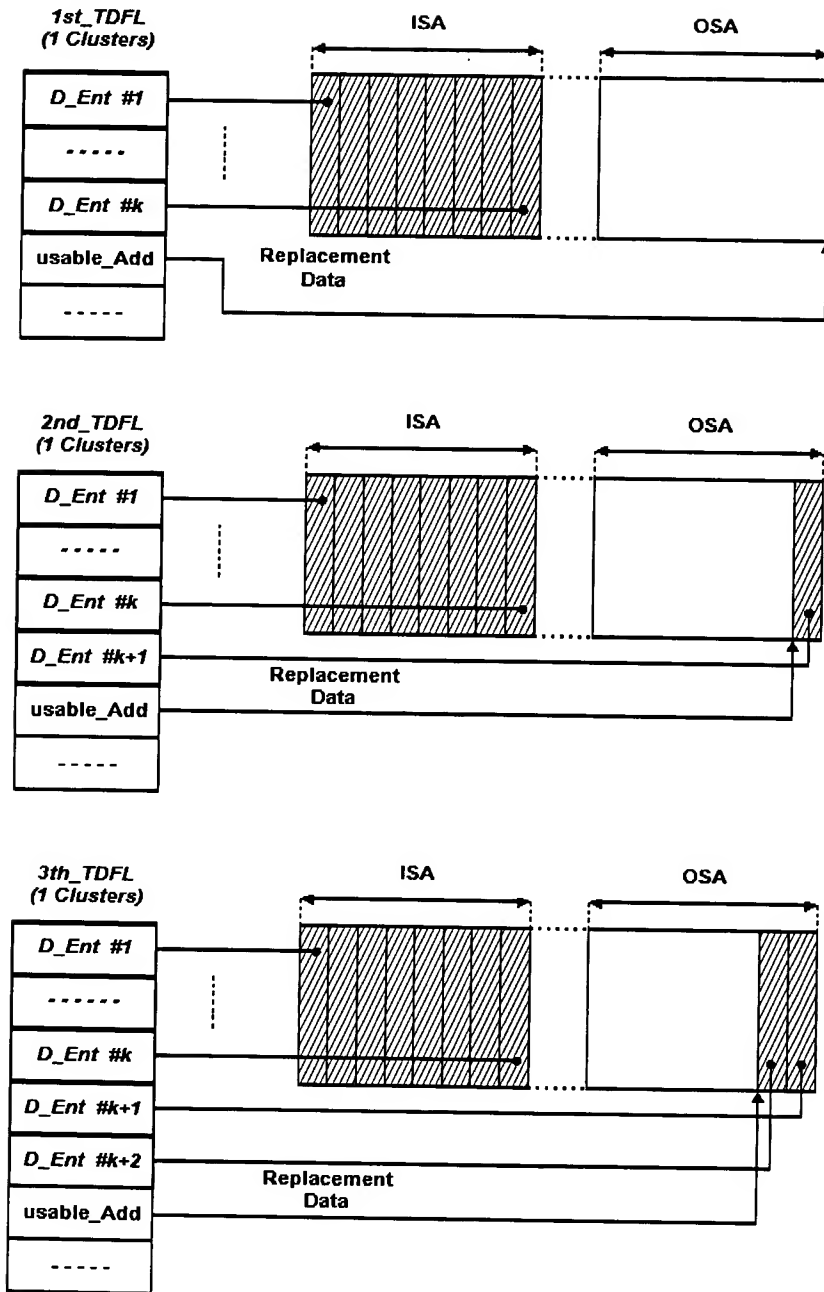 1st_TDFL
(1 Clusters)
ISA
OSA
D_Ent #1
-----
D_Ent #k
usable_Add
-----
Replacement
Data
2nd_TDFL
(1 Clusters)
ISA
OSA
D_Ent #1
-----
D_Ent #k
D_Ent #k+1
usable_Add
-----
Replacement
Data
3th_TDFL
(1 Clusters)
ISA
OSA
D_Ent #1
------
D_Ent #k
D_Ent #k+1
D_Ent #k+2
usable_Add
-----
Replacement
Data